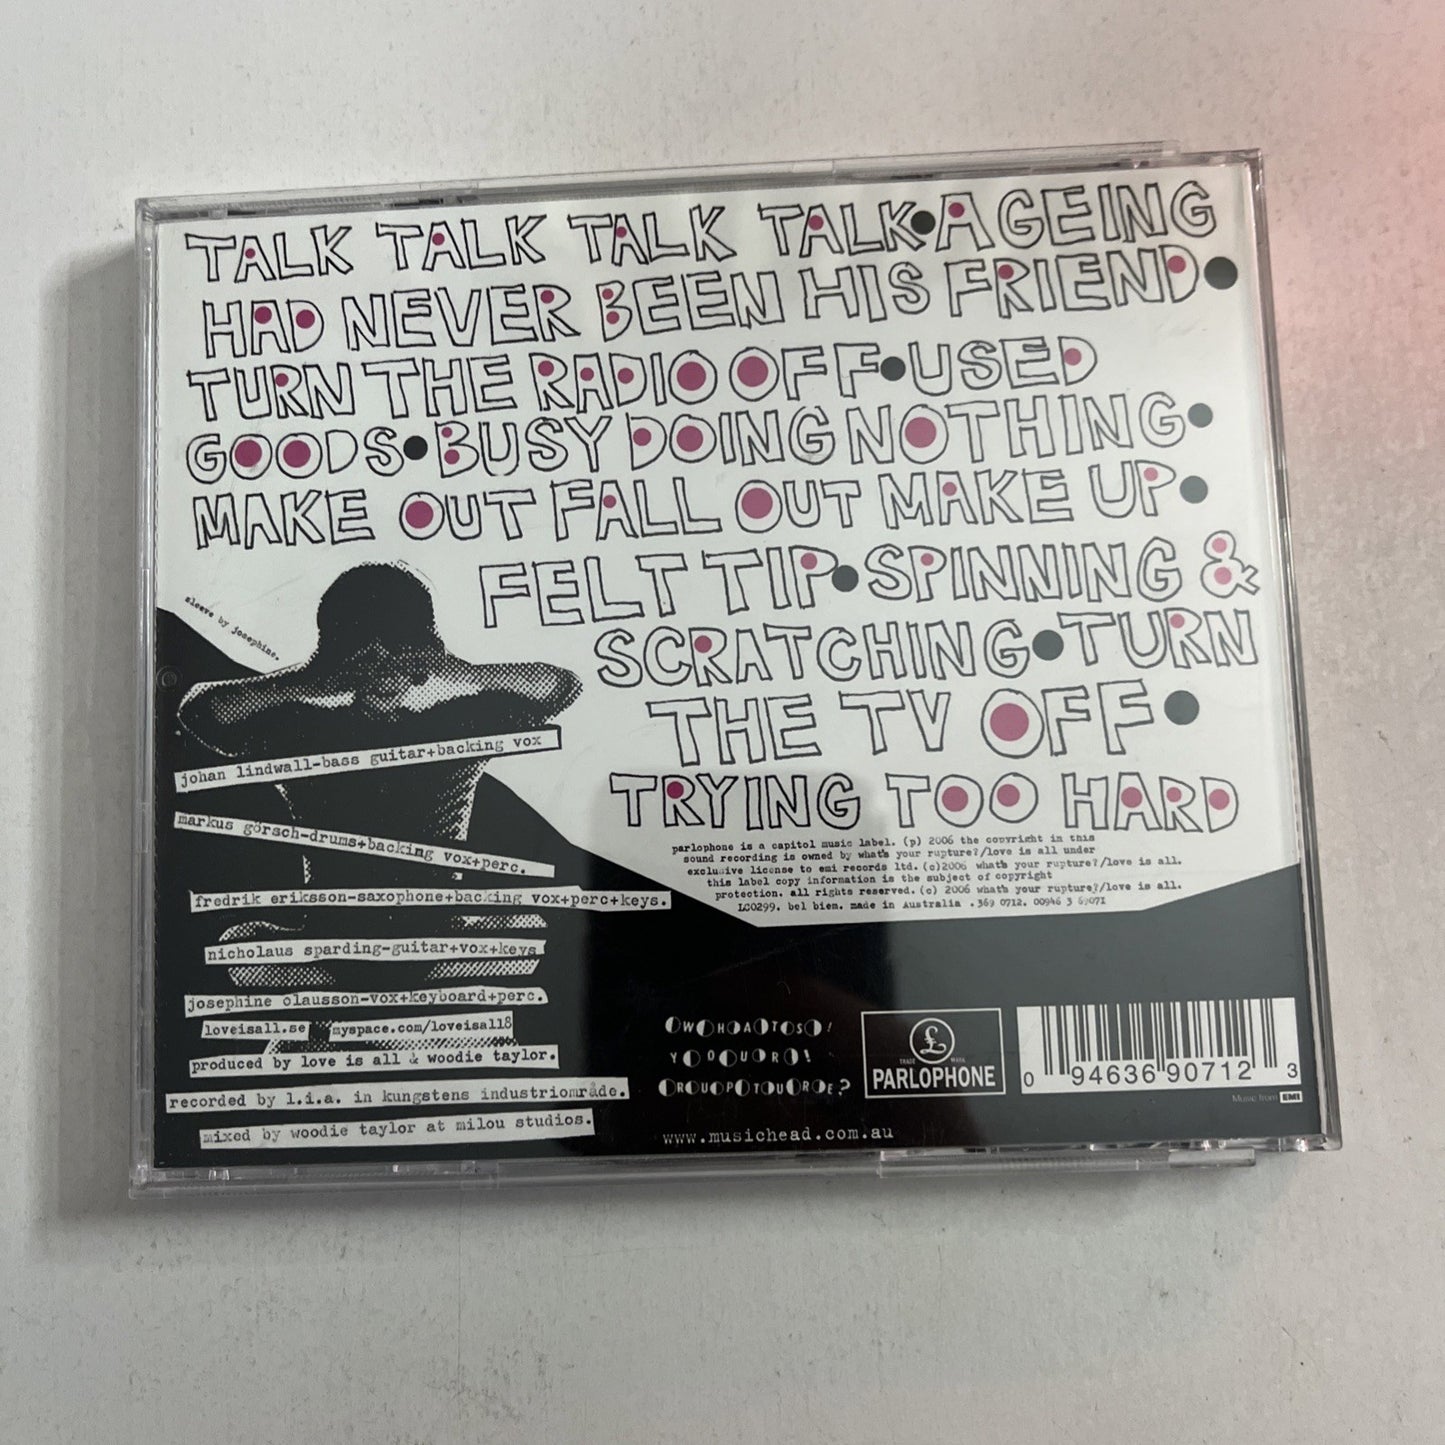 TALK TALK TALK TALK•AGEING
HAD NEVER BEEN HIS FRIEND•
TURN THE RADIO OFF•USED
GOODS•BUSY DOING NOTHING•
MAKE OUT FALL OUT MAKE UP•
FELT TIP•SPINNING &
SCRATCHING•TURN
THE TV OFF•
TRYING TOO HARD
sleeve by josephine.
johan lindwall-bass guitar+backing vox
markus görsch-drums+backing vox+perc.
fredrik eriksson-saxophone+backing vox+perc+keys.
nicholaus sparding-guitar+vox+keys
josephine olausson-vox+keyboard+perc.
loveisall.se myspace.com/loveisall8
produced by love is all & woodie taylor.
recorded by l.i.a. in kungstens industriområde.
mixed by woodie taylor at milou studios.
parlophone is a capitol music label. (p) 2006 the copyright in this
sound recording is owned by what's your rupture?/love is all under
exclusive license to emi records ltd. (c)2006 what's your rupture?/love is all.
this label copy information is the subject of copyright
protection. all rights reserved. (c) 2006 what's your rupture?/love is all.
LC0299. bel biem. made in Australia .369 0712. 00946 3 69071
WHATS!
YOUR!
RUPTURE?
www.musichead.com.au
£
TRADE MARK
PARLOPHONE
0 94636 90712 3
Music from EMI